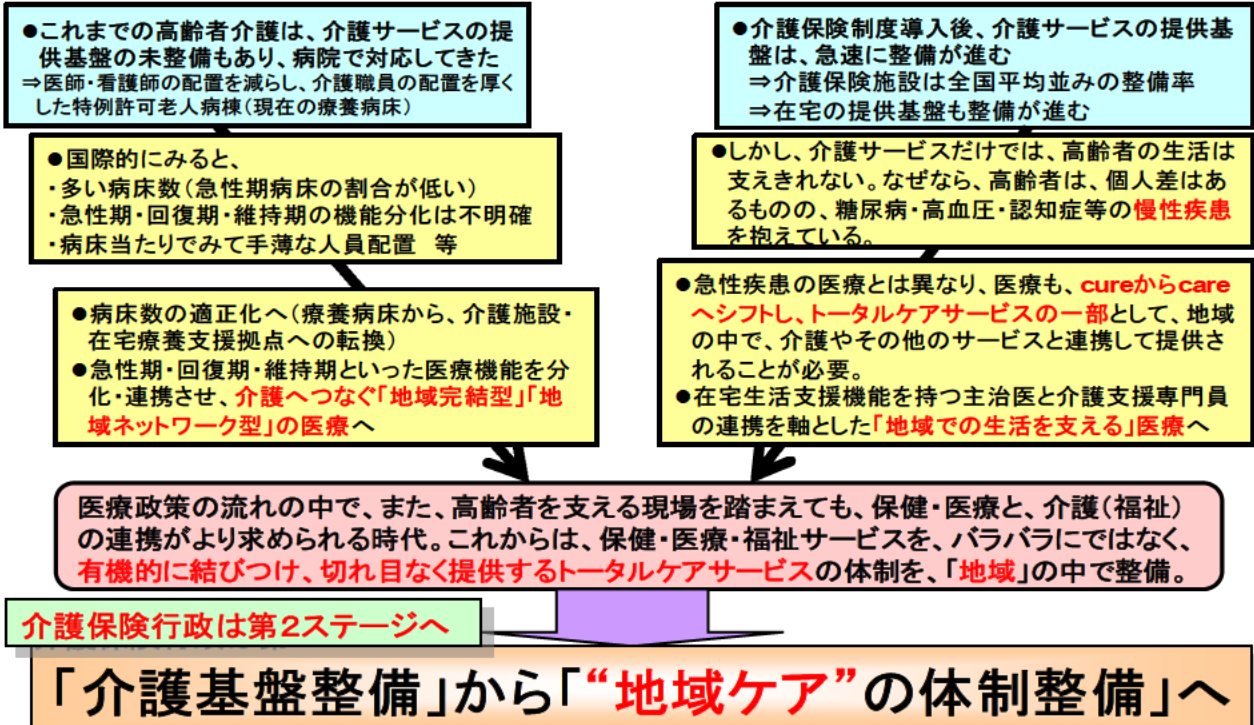 ●これまでの高齢者介護は、介護サービスの提
供基盤の未整備もあり、病院で対応してきた
⇒医師・看護師の配置を減らし、介護職員の配置を厚く
した特例許可老人病棟(現在の療養病床)
●国際的にみると、
・多い病床数(急性期病床の割合が低い)
・急性期・回復期・維持期の機能分化は不明確
・病床当たりでみて手薄な人員配置 等
●病床数の適正化へ(療養病床から、介護施設・
在宅療養支援拠点への転換)
●急性期・回復期・維持期といった医療機能を分
化・連携させ、介護へつなぐ「地域完結型」「地
域ネットワーク型」の医療へ
●介護保険制度導入後、介護サービスの提供基
盤は、急速に整備が進む
⇒介護保険施設は全国平均並みの整備率
⇒在宅の提供基盤も整備が進む
●しかし、介護サービスだけでは、高齢者の生活は
支えきれない。なぜなら、高齢者は、個人差はあ
るものの、糖尿病・高血圧・認知症等の慢性疾患
を抱えている。
●急性疾患の医療とは異なり、医療も、cureからcare
へシフトし、トータルケアサービスの一部として、地域
の中で、介護やその他のサービスと連携して提供さ
れることが必要。
●在宅生活支援機能を持つ主治医と介護支援専門員
の連携を軸とした「地域での生活を支える」医療へ
医療政策の流れの中で、また、高齢者を支える現場を踏まえても、保健・医療と、介護(福祉)
の連携がより求められる時代。これからは、保健・医療・福祉サービスを、バラバラにではなく、
有機的に結びつけ、切れ目なく提供するトータルケアサービスの体制を、「地域」の中で整備。
介護保険行政は第2ステージへ
「介護基盤整備」から「“地域ケア”の体制整備」へ